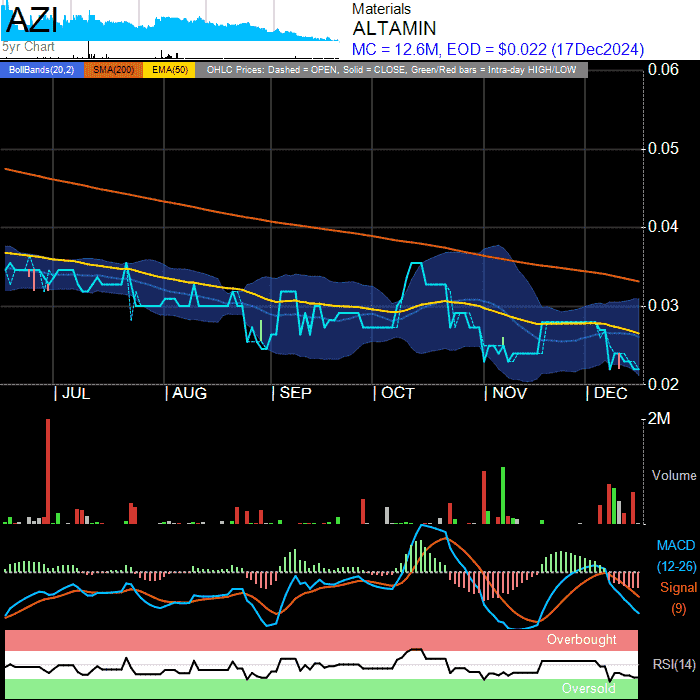 AZI
5yr Chart
Materials
ALTAMIN
MC = 12.6M, EOD = $0.022 (17Dec2024)
BollBands(20,2) SMA(200) EMA(50) OHLC Prices: Dashed = OPEN, Solid = CLOSE, Green/Red bars = Intra-day HIGH/LOW
0.06
0.05
0.04
0.03
0.02
JUL AUG SEP OCT NOV DEC
2M
Volume
MACD
(12-26)
Signal
(9)
Overbought
RSI(14)
Oversold